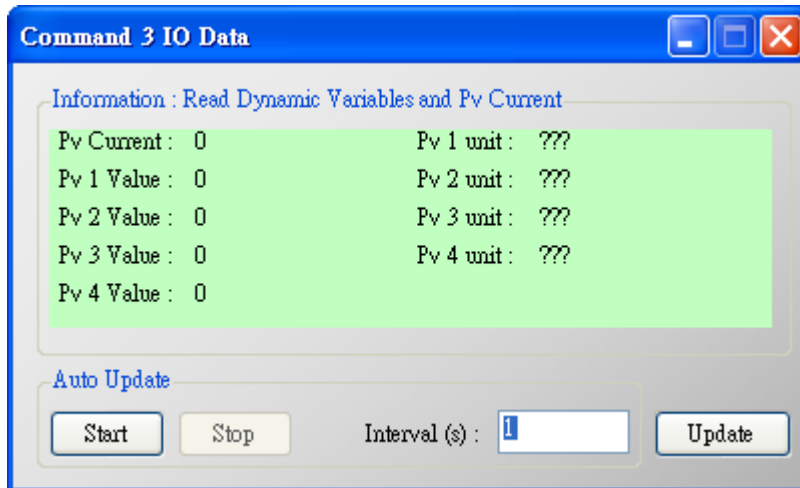 Command 3 IO Data
Information : Read Dynamic Variables and Pv Current
Pv Current : 0 Pv 1 unit : ???
Pv 1 Value : 0 Pv 2 unit : ???
Pv 2 Value : 0 Pv 3 unit : ???
Pv 3 Value : 0 Pv 4 unit : ???
Pv 4 Value : 0
Auto Update
Start Stop Interval (s) : 1 Update